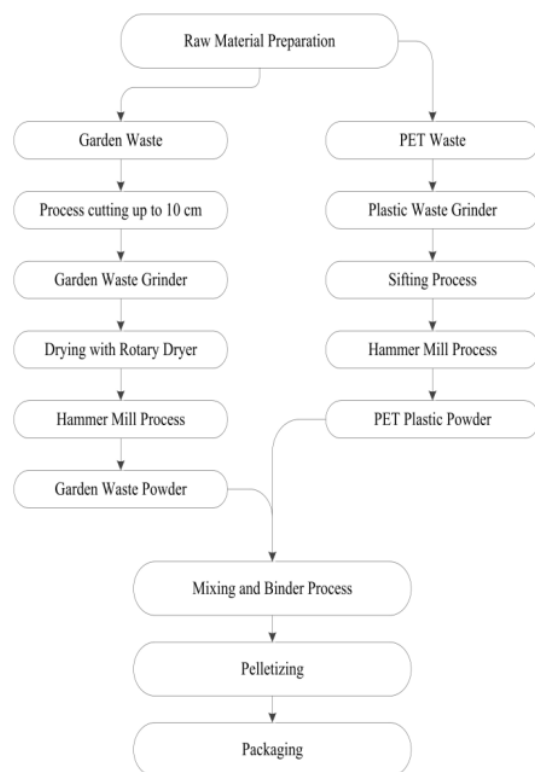 Raw Material Preparation
Garden Waste
PET Waste
Process cutting up to 10 cm
Plastic Waste Grinder
Garden Waste Grinder
Sifting Process
Drying with Rotary Dryer
Hammer Mill Process
Hammer Mill Process
PET Plastic Powder
Garden Waste Powder
Mixing and Binder Process
Pelletizing
Packaging